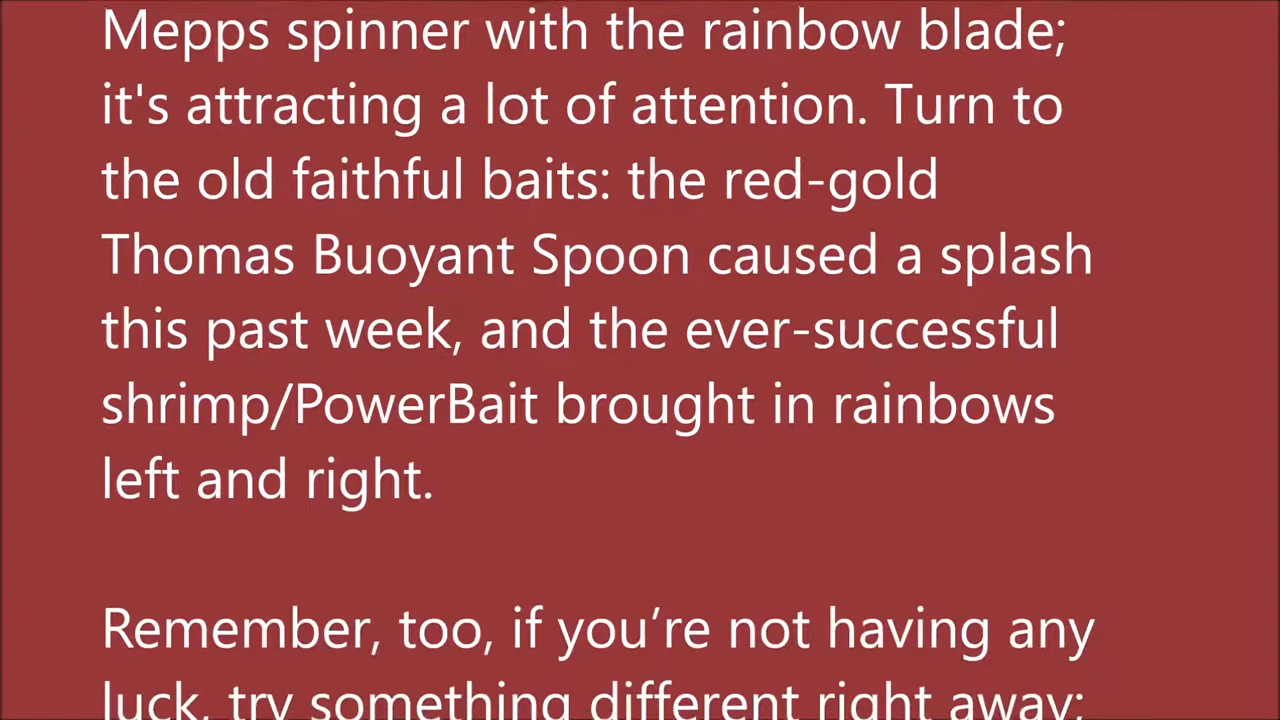 Mepps spinner with the rainbow blade;
it's attracting a lot of attention. Turn to
the old faithful baits: the red-gold
Thomas Buoyant Spoon caused a splash
this past week, and the ever-successful
shrimp/PowerBait brought in rainbows
left and right.
Remember, too, if you’re not having any
luck, try something different right away;